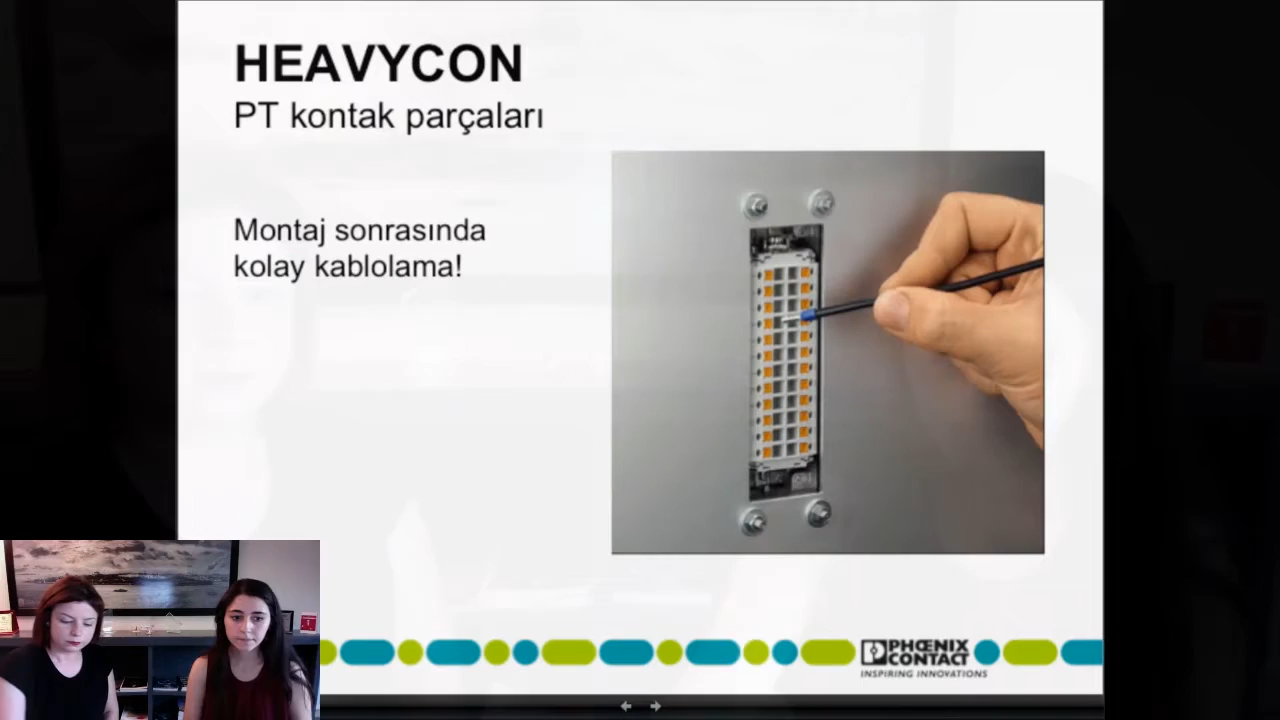 HEAVYCON
PT kontak parçaları
Montaj sonrasında
kolay kablolama!
PHŒNIX
CONTACT
INSPIRING INNOVATIONS